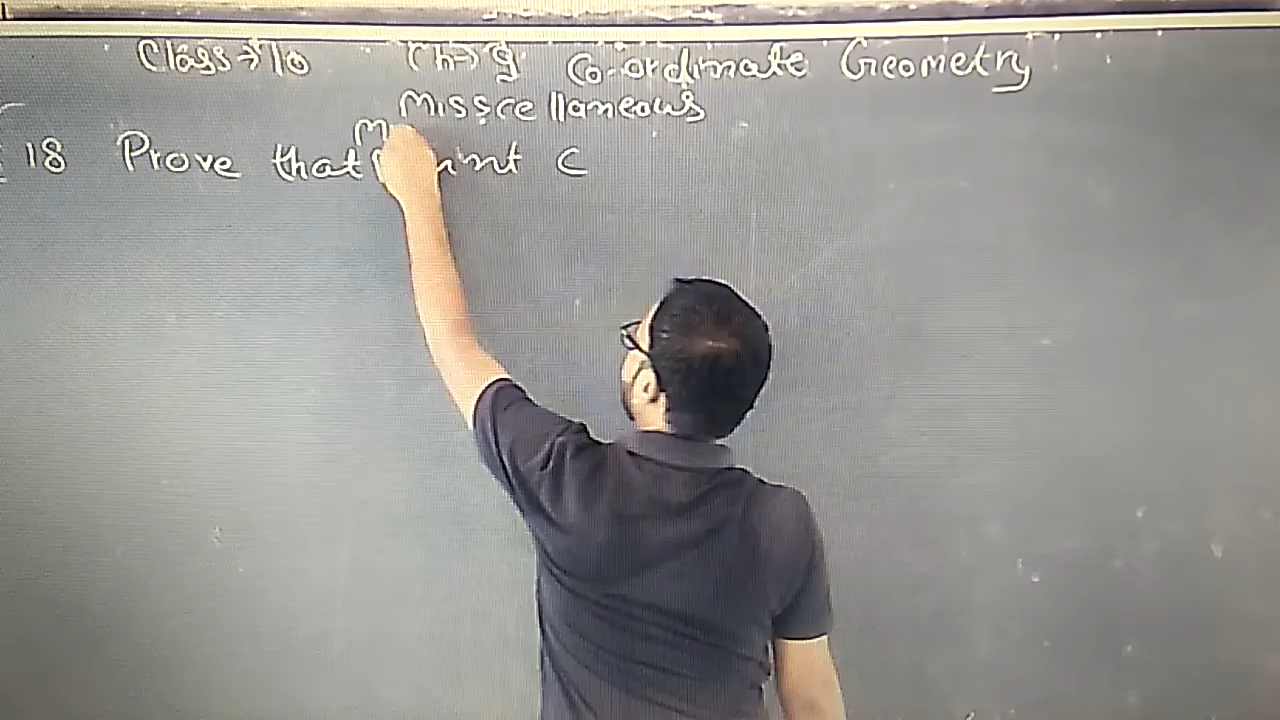 Class → 10 Ch → 9 Co-ordinate Geometry
Misscellaneous
M
18 Prove that C